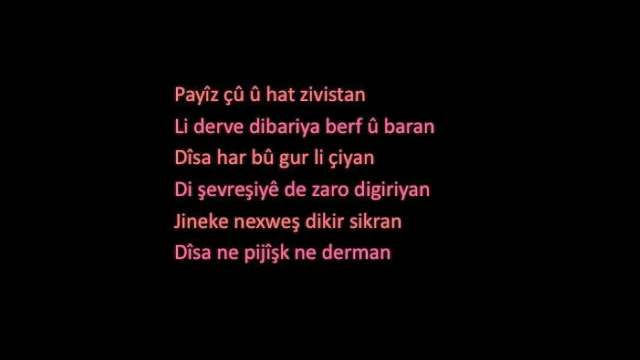 Payîz çû û hat zivistan
Li derve dibariya berf û baran
Dîsa har bû gur li çiyan
Di şevreşiyê de zaro digiriyan
Jineke nexweş dikir sikran
Dîsa ne pijîşk ne derman